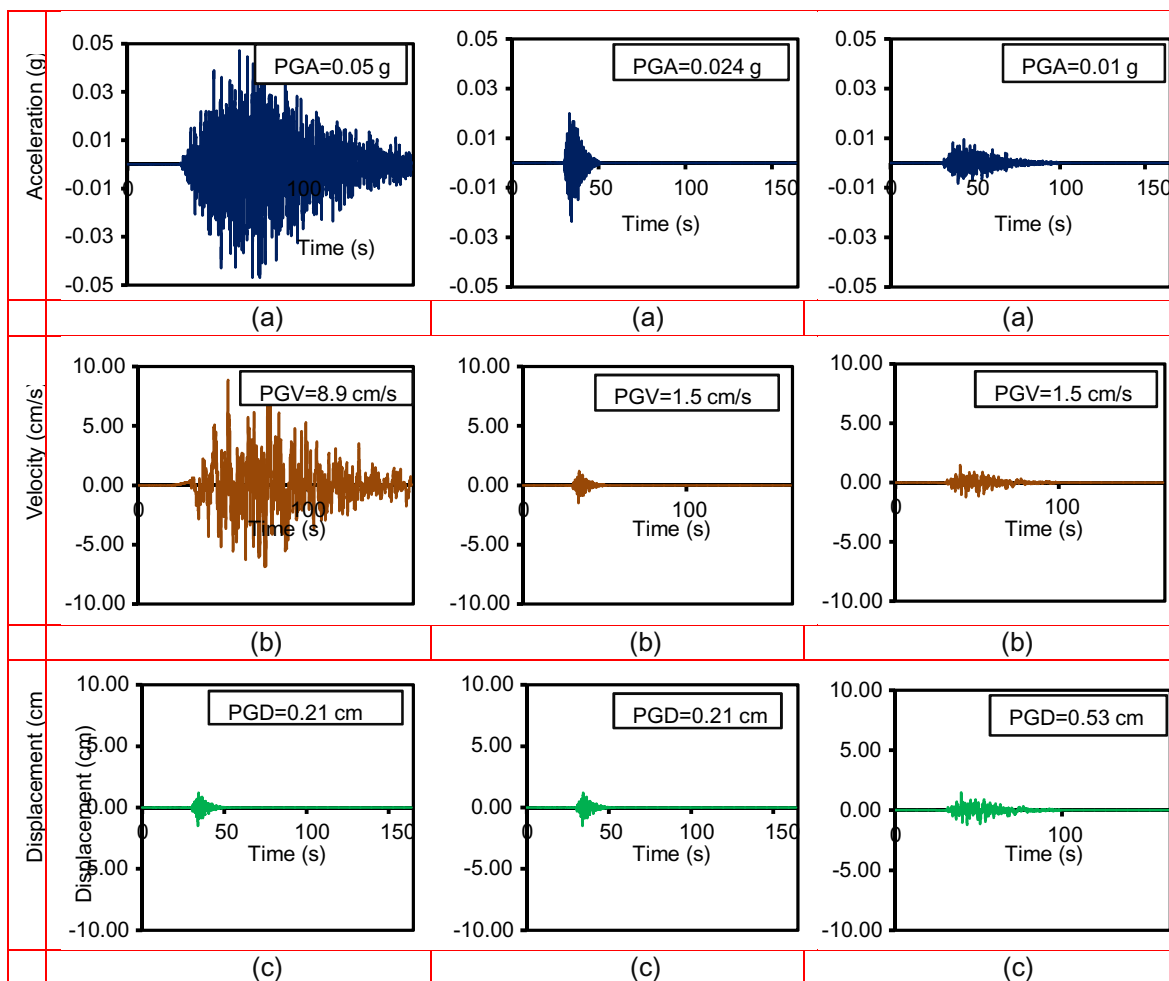 Acceleration (g)
0.05
0.03
0.01
-0.01
-0.03
-0.05
0
100
Time (s)
PGA=0.05 g
0.05
0.03
0.01
-0.01
-0.03
-0.05
0
50
100
150
Time (s)
PGA=0.024 g
0.05
0.03
0.01
-0.01
-0.03
-0.05
0
50
100
150
Time (s)
PGA=0.01 g
(a)
(a)
(a)
Velocity (cm/s)
10.00
5.00
0.00
-5.00
-10.00
0
100
Time (s)
PGV=8.9 cm/s
10.00
5.00
0.00
-5.00
-10.00
0
100
Time (s)
PGV=1.5 cm/s
10.00
5.00
0.00
-5.00
-10.00
0
100
Time (s)
PGV=1.5 cm/s
(b)
(b)
(b)
Displacement (cm
Displacement (cm)
10.00
5.00
0.00
-5.00
-10.00
0
50
100
150
Time (s)
PGD=0.21 cm
10.00
5.00
0.00
-5.00
-10.00
0
50
100
150
Time (s)
PGD=0.21 cm
10.00
5.00
0.00
-5.00
-10.00
0
100
Time (s)
PGD=0.53 cm
(c)
(c)
(c)